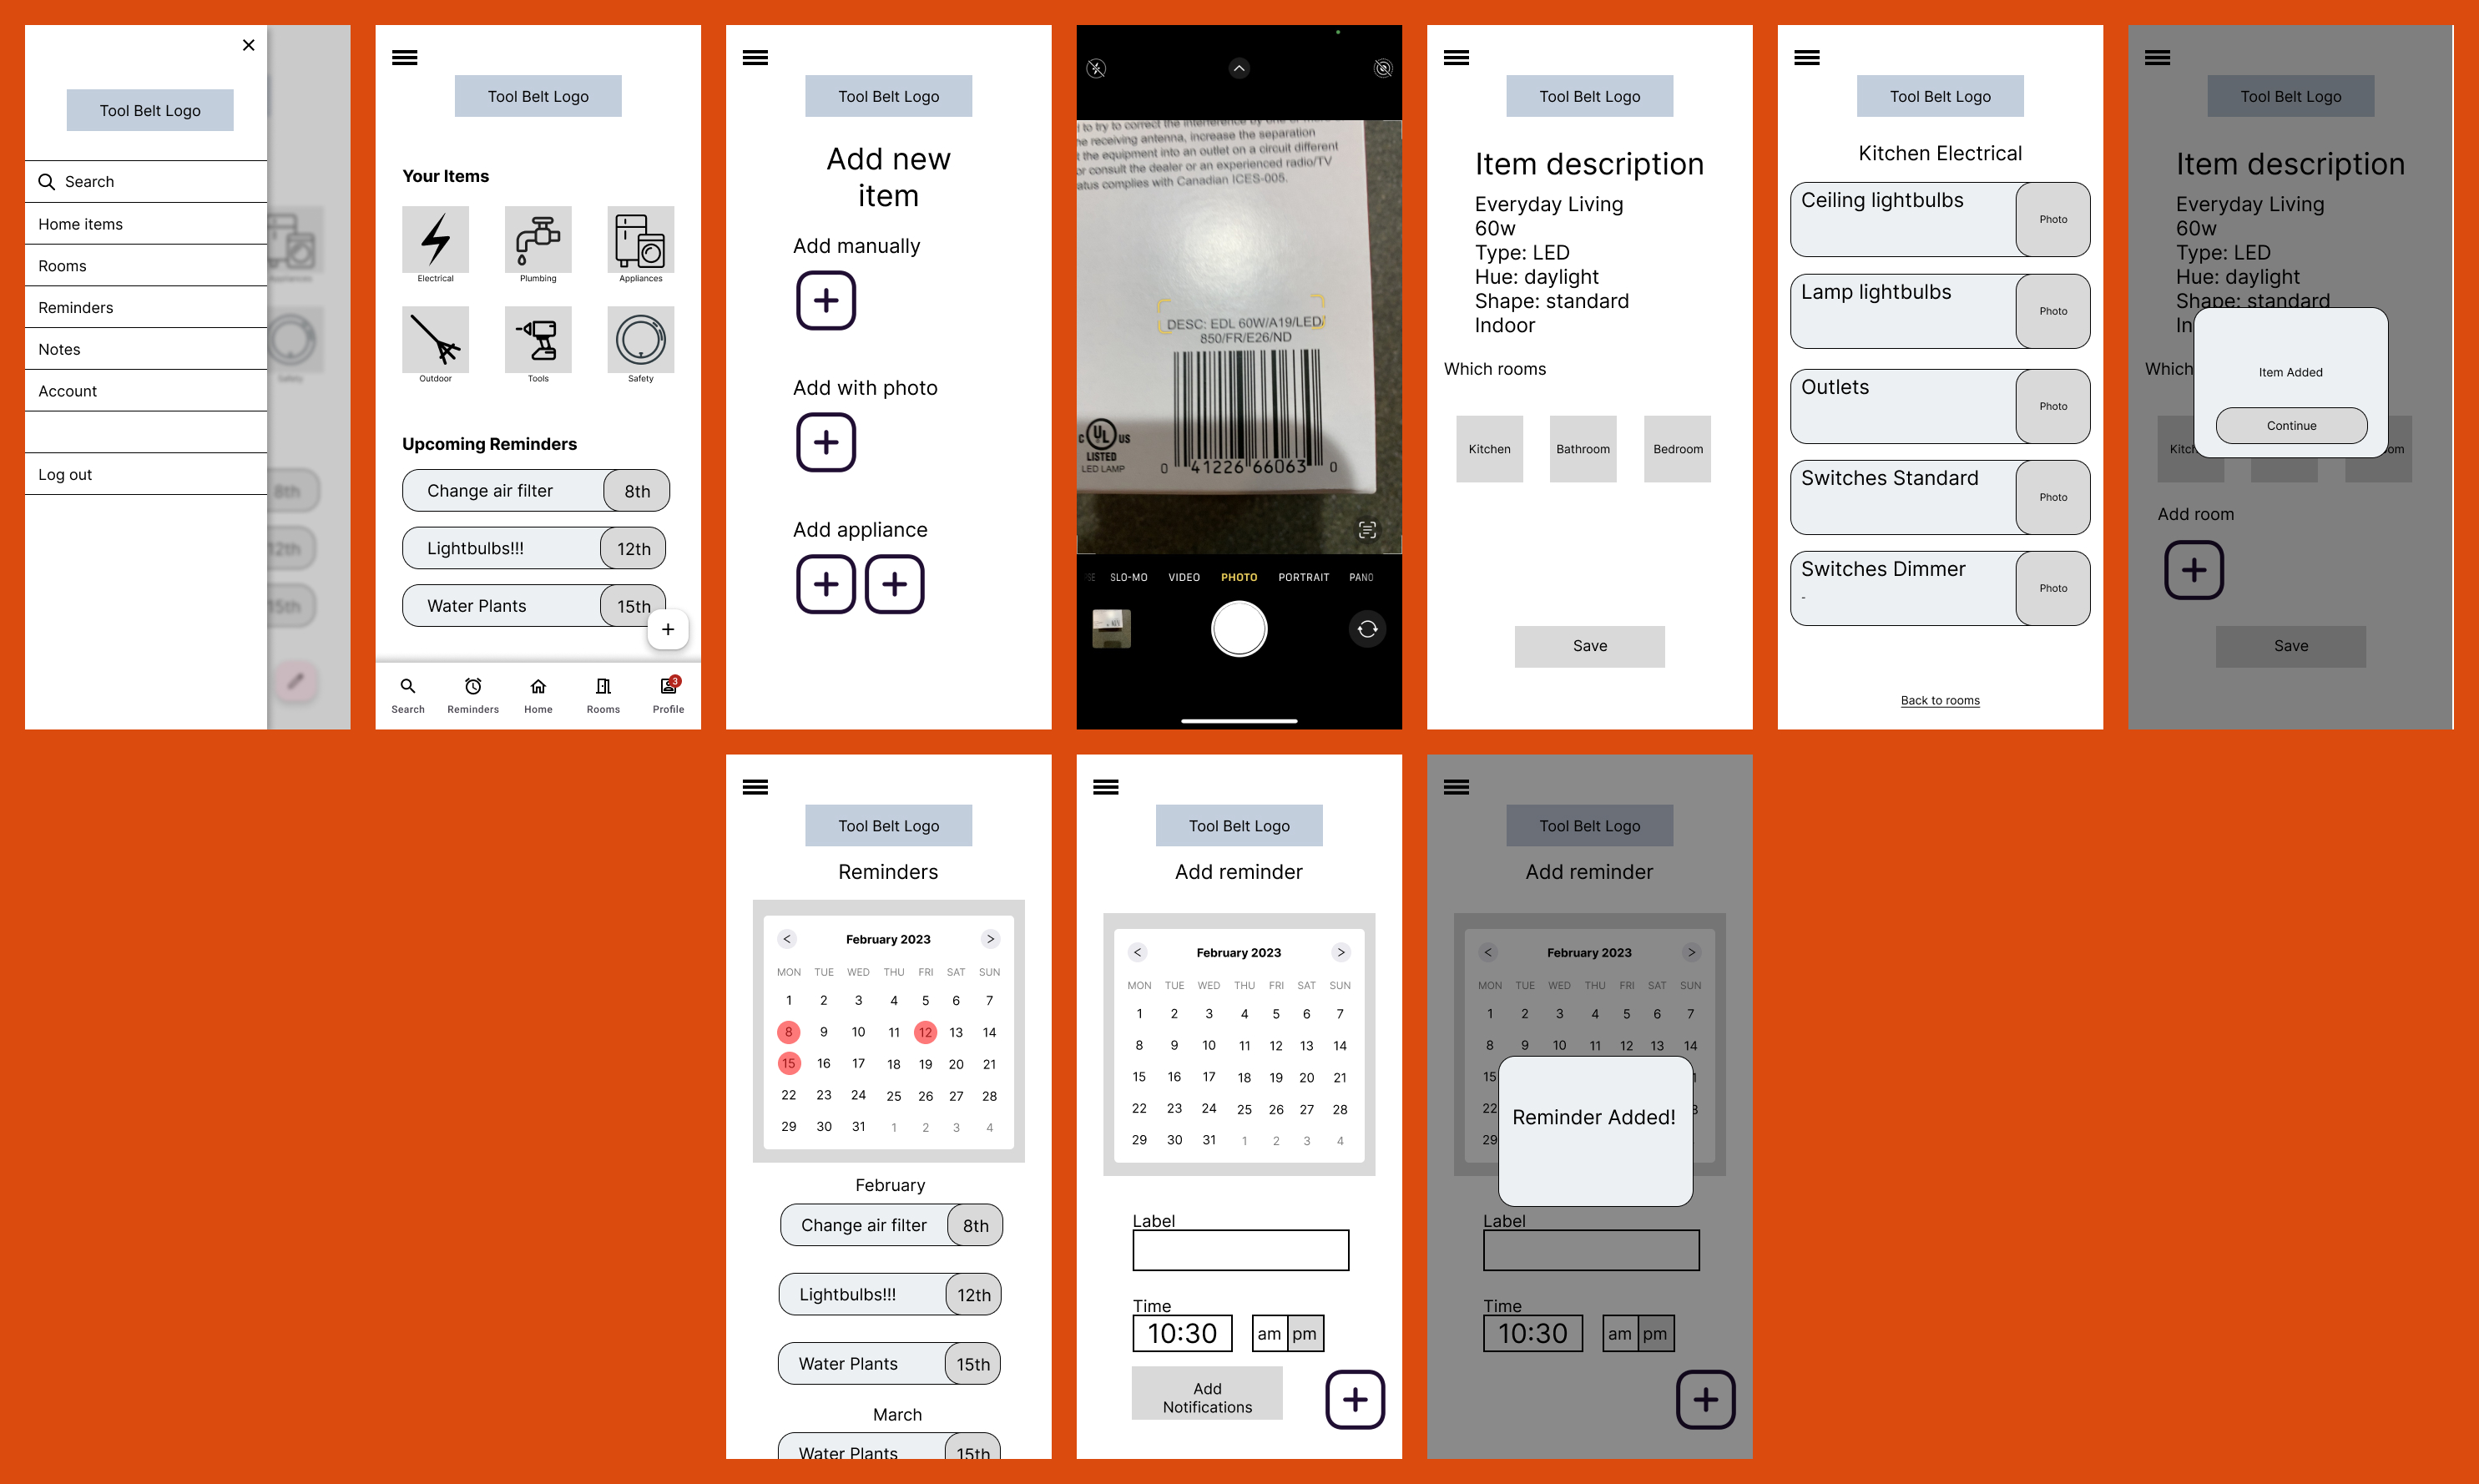 Tool Belt Logo
Search
Home items
Rooms
Reminders
Notes
Account
Log out
Appliances
Safety
8th
12th
15th
Tool Belt Logo
Your Items
Electrical
Plumbing
Appliances
Outdoor
Tools
Safety
Upcoming Reminders
Change air filter 8th
Lightbulbs!!! 12th
Water Plants 15th
+
Search Reminders Home Rooms Profile
3
Tool Belt Logo
Add new
item
Add manually
Add with photo
Add appliance
to try to correct the interference by one or more
receiving antenna, increase the separation
the equipment into an outlet on a circuit different
or consult the dealer or an experienced radio/TV
complies with Canadian ICES-005.
DESC: EDL 60W/A19/LED/
850/FR/E26/ND
C UL US
LISTED
LED LAMP
0 41226 66063 0
SLO-MO VIDEO PHOTO PORTRAIT PANO
Tool Belt Logo
Item description
Everyday Living
60w
Type: LED
Hue: daylight
Shape: standard
Indoor
Which rooms
Kitchen Bathroom Bedroom
Save
Tool Belt Logo
Kitchen Electrical
Ceiling lightbulbs Photo
Lamp lightbulbs Photo
Outlets Photo
Switches Standard Photo
Switches Dimmer Photo
-
Back to rooms
Tool Belt Logo
Item description
Everyday Living
60w
Type: LED
Hue: daylight
Shape: standard
In
Which
Item Added
Continue
Kitch om
Add room
Save
Tool Belt Logo
Reminders
< February 2023 >
MON TUE WED THU FRI SAT SUN
1 2 3 4 5 6 7
8 9 10 11 12 13 14
15 16 17 18 19 20 21
22 23 24 25 26 27 28
29 30 31 1 2 3 4
February
Change air filter 8th
Lightbulbs!!! 12th
Water Plants 15th
March
Water Plants 15th
Tool Belt Logo
Add reminder
< February 2023 >
MON TUE WED THU FRI SAT SUN
1 2 3 4 5 6 7
8 9 10 11 12 13 14
15 16 17 18 19 20 21
22 23 24 25 26 27 28
29 30 31 1 2 3 4
Label
Time
10:30 am pm
Add
Notifications
Tool Belt Logo
Add reminder
< February 2023 >
MON TUE WED THU FRI SAT SUN
1 2 3 4 5 6 7
8 9 10 11 12 13 14
15
22
29
Reminder Added!
Label
Time
10:30 am pm